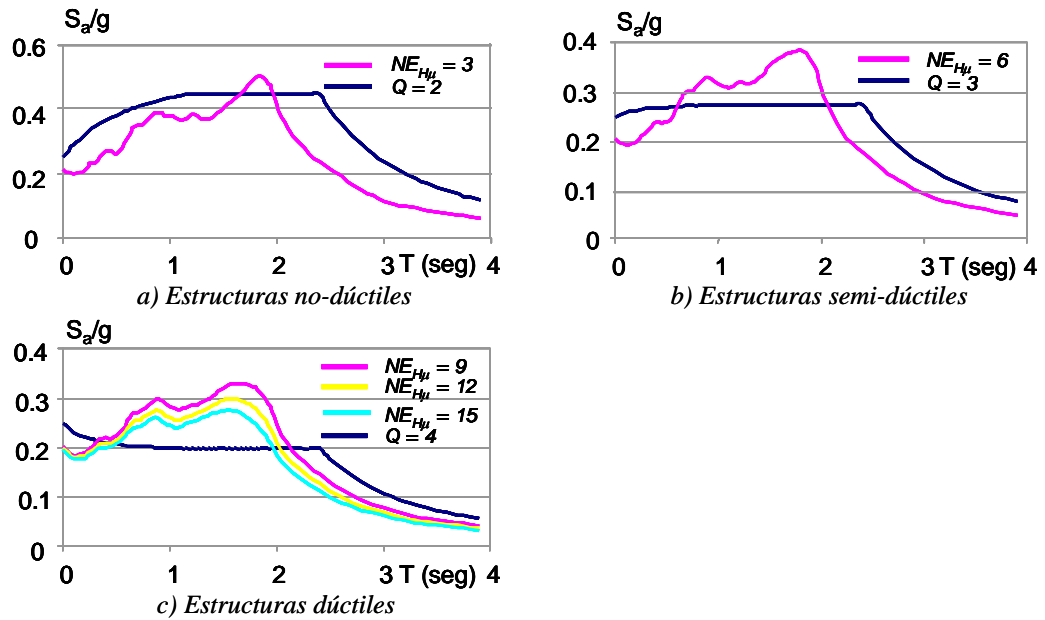 Sa/g
0.6
0.4
0.2
0
0 1 2 3 T (seg) 4
NEHμ = 3
Q = 2
a) Estructuras no-dúctiles
Sa/g
0.4
0.3
0.2
0.1
0
0 1 2 3 T (seg) 4
NEHμ = 6
Q = 3
b) Estructuras semi-dúctiles
Sa/g
0.4
0.3
0.2
0.1
0
0 1 2 3 T (seg) 4
NEHμ = 9
NEHμ = 12
NEHμ = 15
Q = 4
c) Estructuras dúctiles